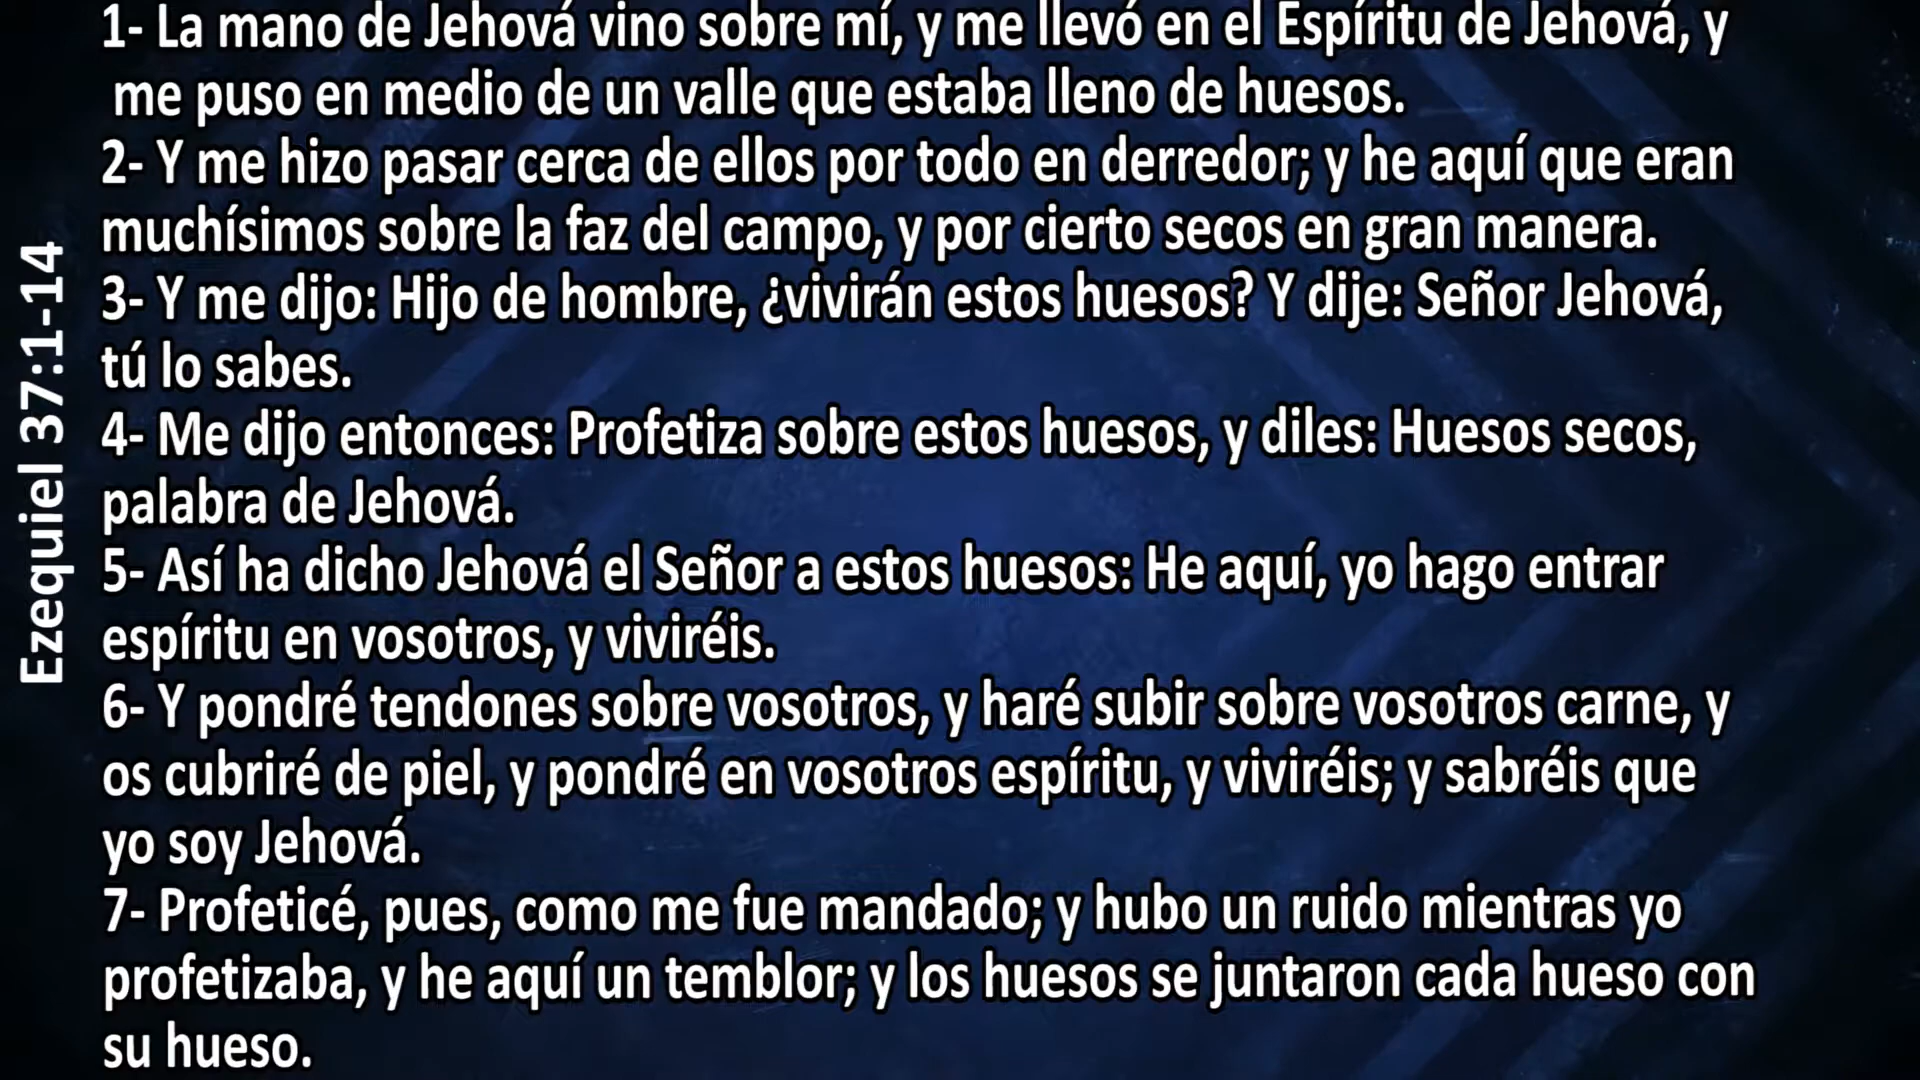 Ezequiel 37:1-14
1- La mano de Jehová vino sobre mí, y me llevó en el Espíritu de Jehová, y
me puso en medio de un valle que estaba lleno de huesos.
2- Y me hizo pasar cerca de ellos por todo en derredor; y he aquí que eran
muchísimos sobre la faz del campo, y por cierto secos en gran manera.
3- Y me dijo: Hijo de hombre, ¿vivirán estos huesos? Y dije: Señor Jehová,
tú lo sabes.
4- Me dijo entonces: Profetiza sobre estos huesos, y diles: Huesos secos,
palabra de Jehová.
5- Así ha dicho Jehová el Señor a estos huesos: He aquí, yo hago entrar
espíritu en vosotros, y viviréis.
6- Y pondré tendones sobre vosotros, y haré subir sobre vosotros carne, y
os cubriré de piel, y pondré en vosotros espíritu, y viviréis; y sabréis que
yo soy Jehová.
7- Profeticé, pues, como me fue mandado; y hubo un ruido mientras yo
profetizaba, y he aquí un temblor; y los huesos se juntaron cada hueso con
su hueso.